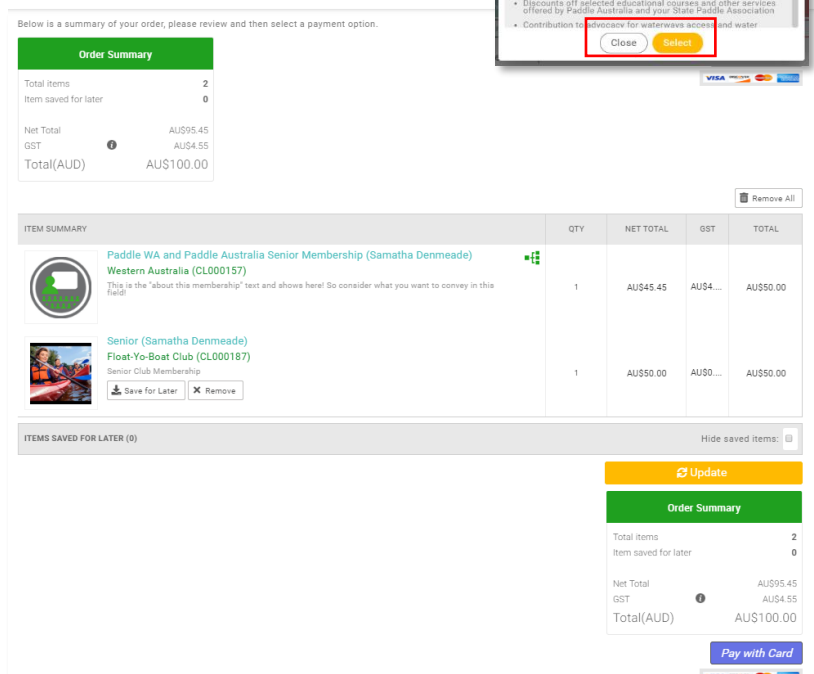 Discounts off selected educational courses and other services
offered by Paddle Australia and your State Paddle Association
Contribution to advocacy for waterways access and water
Close Select
Below is a summary of your order, please review and then select a payment option.
Order Summary
Total items 2
Item saved for later 0
Net Total AU$95.45
GST AU$4.55
Total(AUD) AU$100.00
VISA
Remove All
ITEM SUMMARY QTY NET TOTAL GST TOTAL
Paddle WA and Paddle Australia Senior Membership (Samatha Denmeade)
Western Australia (CL000157)
This is the "about this membership" text and shows here! So consider what you want to convey in this
field!
1 AU$45.45 AU$4.... AU$50.00
Senior (Samatha Denmeade)
Float-Yo-Boat Club (CL000187)
Senior Club Membership
Save for Later Remove
1 AU$50.00 AU$0.... AU$50.00
ITEMS SAVED FOR LATER (0) Hide saved items:
Update
Order Summary
Total items 2
Item saved for later 0
Net Total AU$95.45
GST AU$4.55
Total(AUD) AU$100.00
Pay with Card